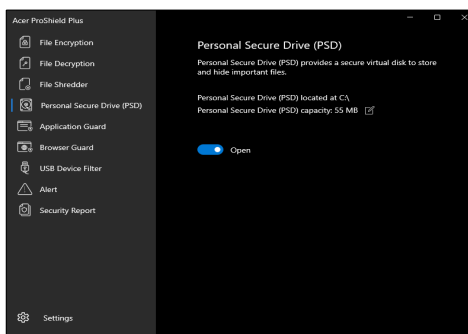 Acer ProShield Plus
File Encryption
File Decryption
File Shredder
Personal Secure Drive (PSD)
Application Guard
Browser Guard
USB Device Filter
Alert
Security Report
Settings
Personal Secure Drive (PSD)
Personal Secure Drive (PSD) provides a secure virtual disk to store
and hide important files.
Personal Secure Drive (PSD) located at C:\
Personal Secure Drive (PSD) capacity: 55 MB
Open